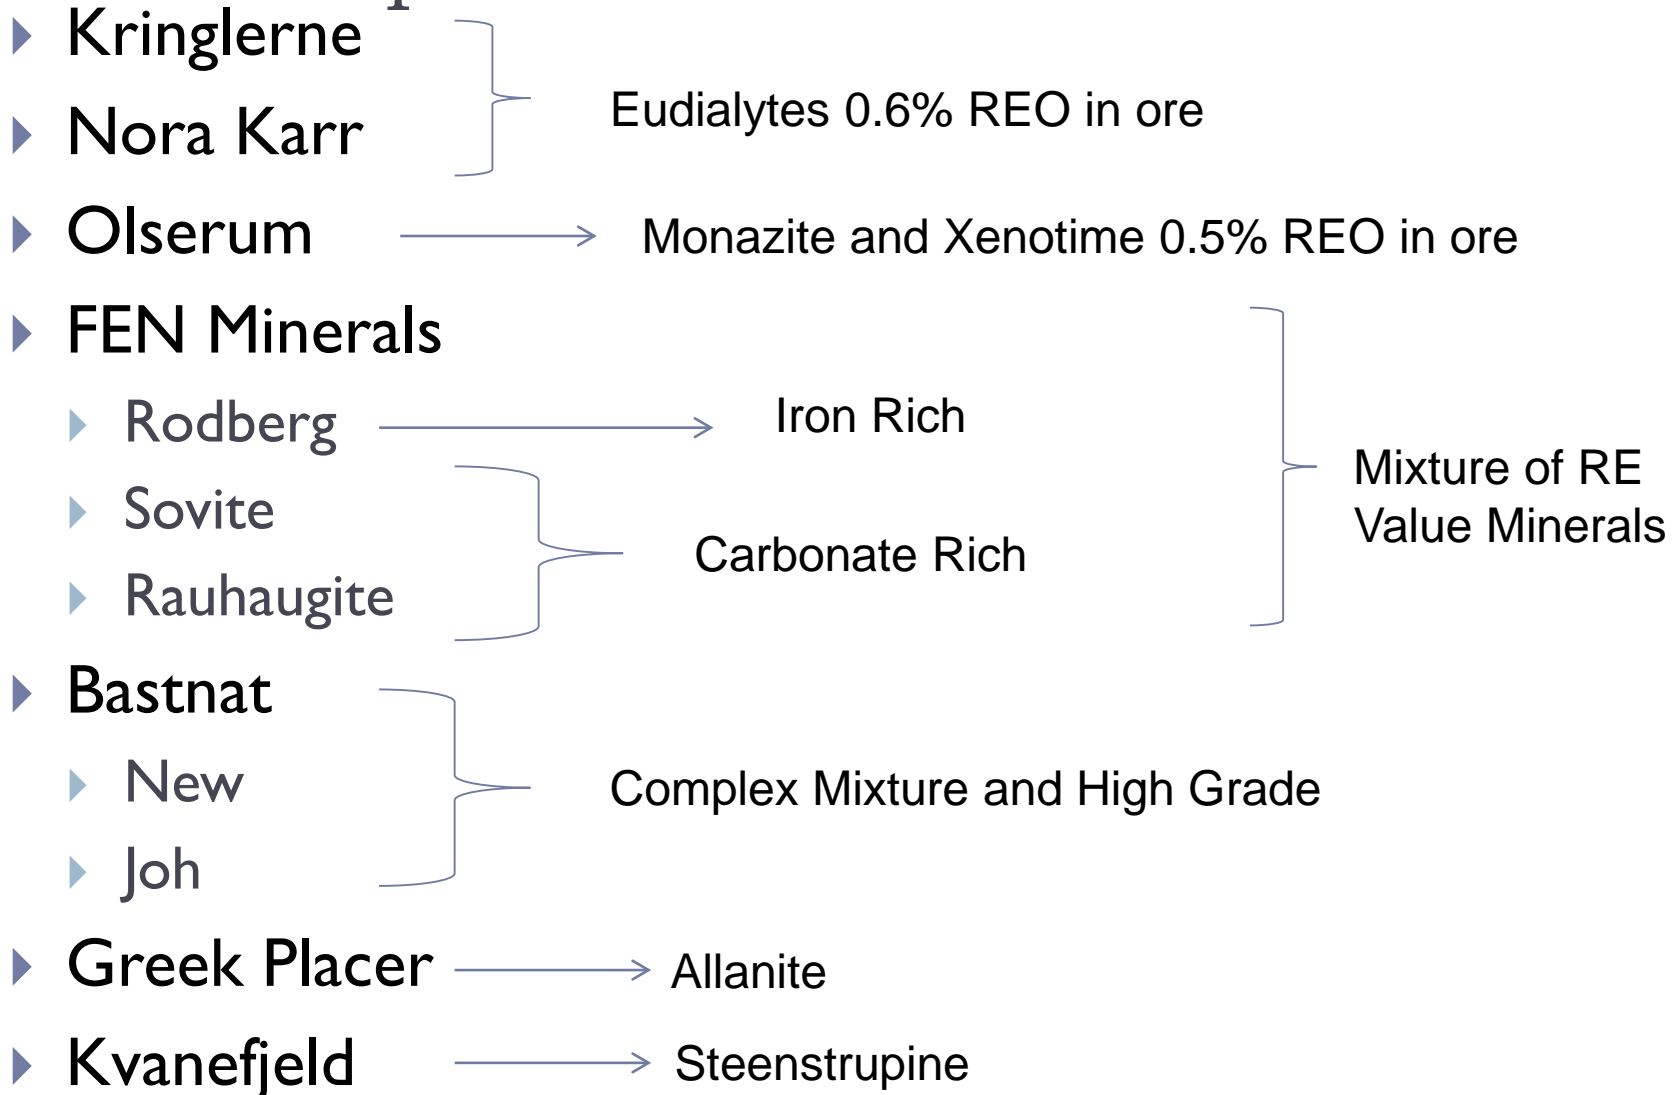 Kringlerne
Nora Karr
Eudialytes 0.6% REO in ore
Olserum
Monazite and Xenotime 0.5% REO in ore
FEN Minerals
Rodberg
Iron Rich
Sovite
Rauhaugite
Carbonate Rich
Mixture of RE
Value Minerals
Bastnat
New
Joh
Complex Mixture and High Grade
Greek Placer
Allanite
Kvanefjeld
Steenstrupine